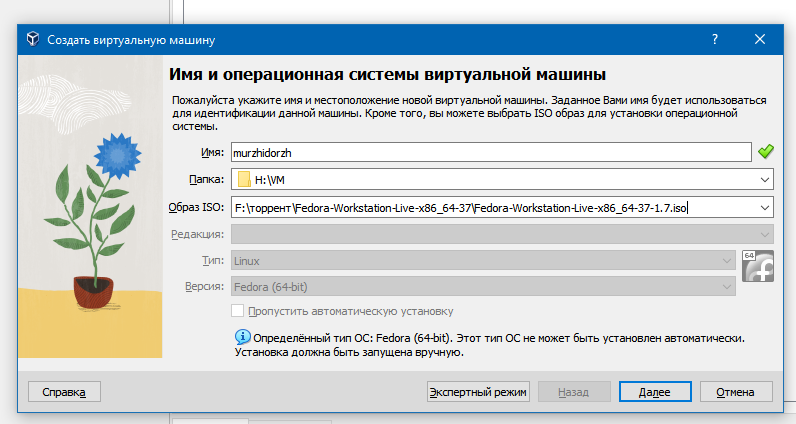 Создать виртуальную машину
?
Имя и операционная системы виртуальной машины
Пожалуйста укажите имя и местоположение новой виртуальной машины. Заданное Вами имя будет использоваться
для идентификации данной машины. Кроме того, вы можете выбрать ISO образ для установки операционной
системы.
Имя: murzhidorzh
Папка: H:\VM
Образ ISO: F:\торрент\Fedora-Workstation-Live-x86_64-37\Fedora-Workstation-Live-x86_64-37-1.7.iso
Редакция:
Тип: Linux
64
Версия: Fedora (64-bit)
Пропустить автоматическую установку
Определённый тип ОС: Fedora (64-bit). Этот тип ОС не может быть установлен автоматически.
Установка должна быть запущена вручную.
Справка Экспертный режим Назад Далее Отмена